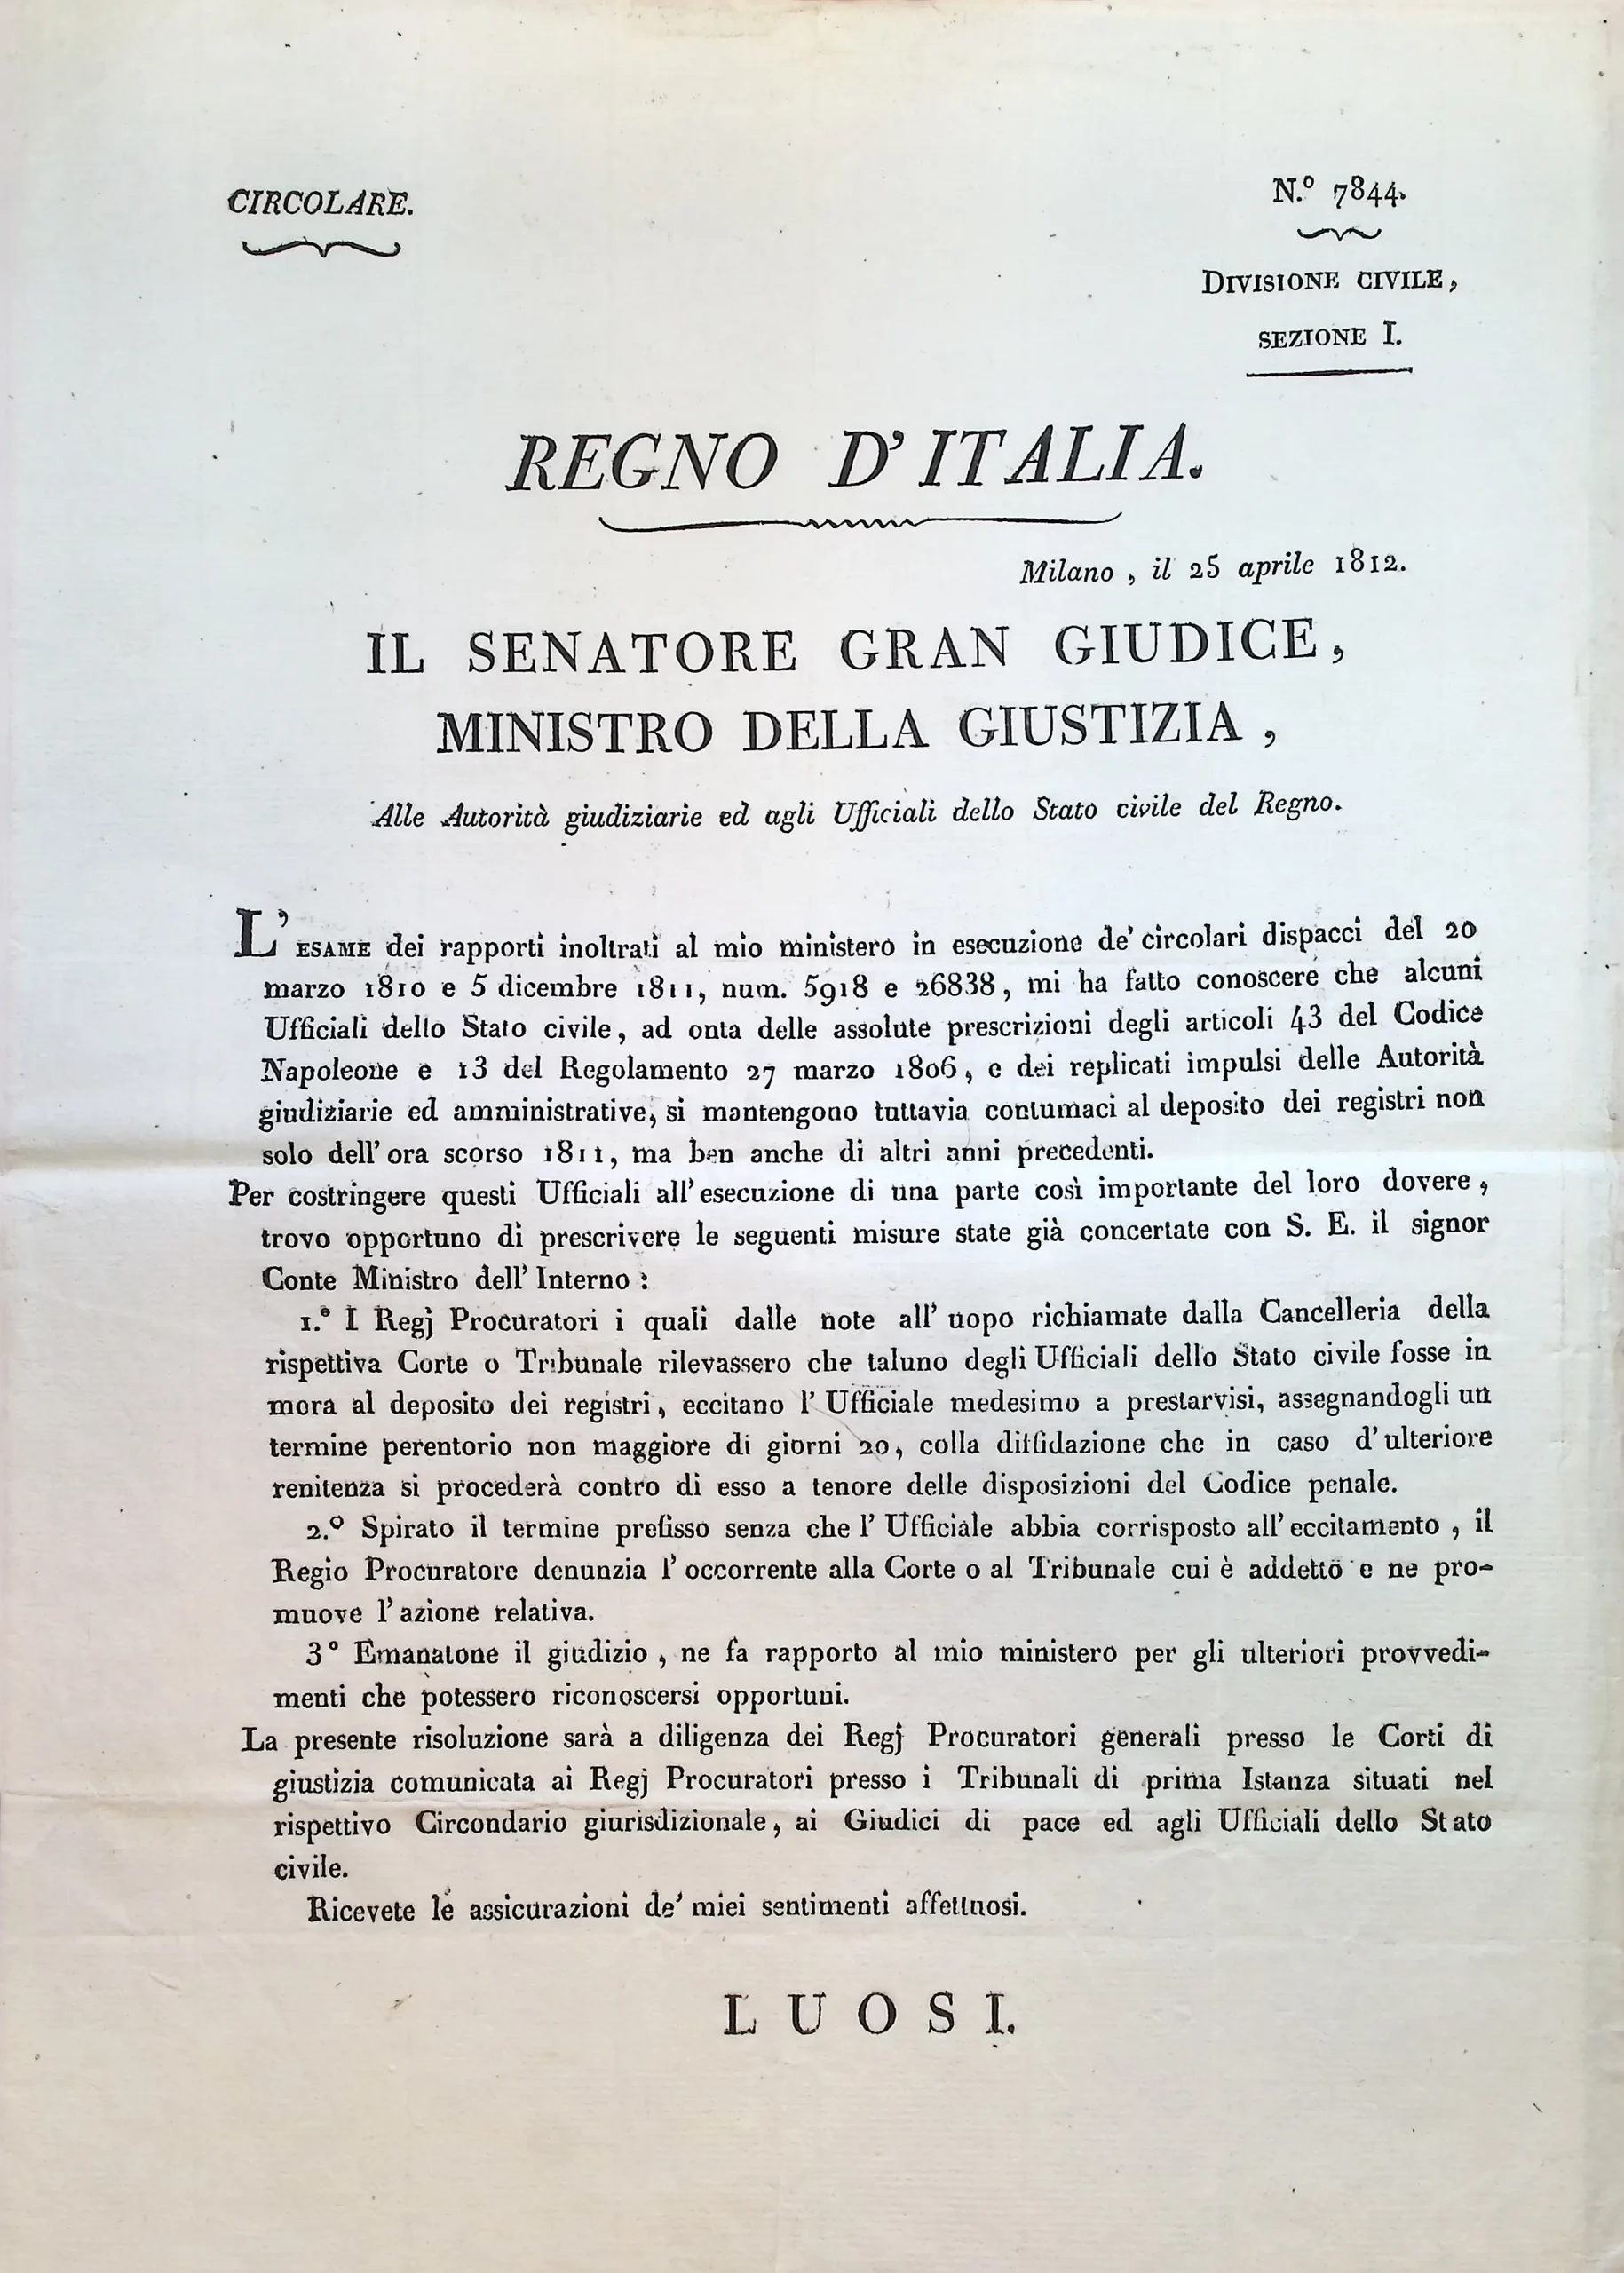 CIRCOLARE.
N.º 7844.
DIVISIONE CIVILE,
SEZIONE I.
REGNO D'ITALIA.
Milano, il 25 aprile 1812.
IL SENATORE GRAN GIUDICE,
MINISTRO DELLA GIUSTIZIA,
Alle Autorità giudiziarie ed agli Ufficiali dello Stato civile del Regno.
L'ESAME dei rapporti inoltrati al mio ministero in esecuzione de' circolari dispacci del 20
marzo 1810 e 5 dicembre 1811, num. 5918 e 26838, mi ha fatto conoscere che alcuni
Ufficiali dello Stato civile, ad onta delle assolute prescrizioni degli articoli 43 del Codice
Napoleone e 13 del Regolamento 27 marzo 1806, e dei replicati impulsi delle Autorità
giudiziarie ed amministrative, si mantengono tuttavia contumaci al deposito dei registri non
solo dell'ora scorso 1811, ma ben anche di altri anni precedenti.
Per costringere questi Ufficiali all'esecuzione di una parte così importante del loro dovere,
trovo opportuno di prescrivere le seguenti misure state già concertate con S. E. il signor
Conte Ministro dell'Interno:
1.º I Regj Procuratori i quali dalle note all'uopo richiamate dalla Cancelleria della
rispettiva Corte o Tribunale rilevassero che taluno degli Ufficiali dello Stato civile fosse in
mora al deposito dei registri, eccitano l'Ufficiale medesimo a prestarvisi, assegnandogli un
termine perentorio non maggiore di giorni 20, colla diffidazione che in caso d'ulteriore
renitenza si procederà contro di esso a tenore delle disposizioni del Codice penale.
2.º Spirato il termine prefisso senza che l'Ufficiale abbia corrisposto all'eccitamento, il
Regio Procuratore denunzia l'occorrente alla Corte o al Tribunale cui è addetto e ne pro-
muove l'azione relativa.
3º Emanatone il giudizio, ne fa rapporto al mio ministero per gli ulteriori provvedi-
menti che potessero riconoscersi opportuni.
La presente risoluzione sarà a diligenza dei Regj Procuratori generali presso le Corti di
giustizia comunicata ai Regj Procuratori presso i Tribunali di prima Istanza situati nel
rispettivo Circondario giurisdizionale, ai Giudici di pace ed agli Ufficiali dello Stato
civile.
Ricevete le assicurazioni de' miei sentimenti affettuosi.
LUOSI.